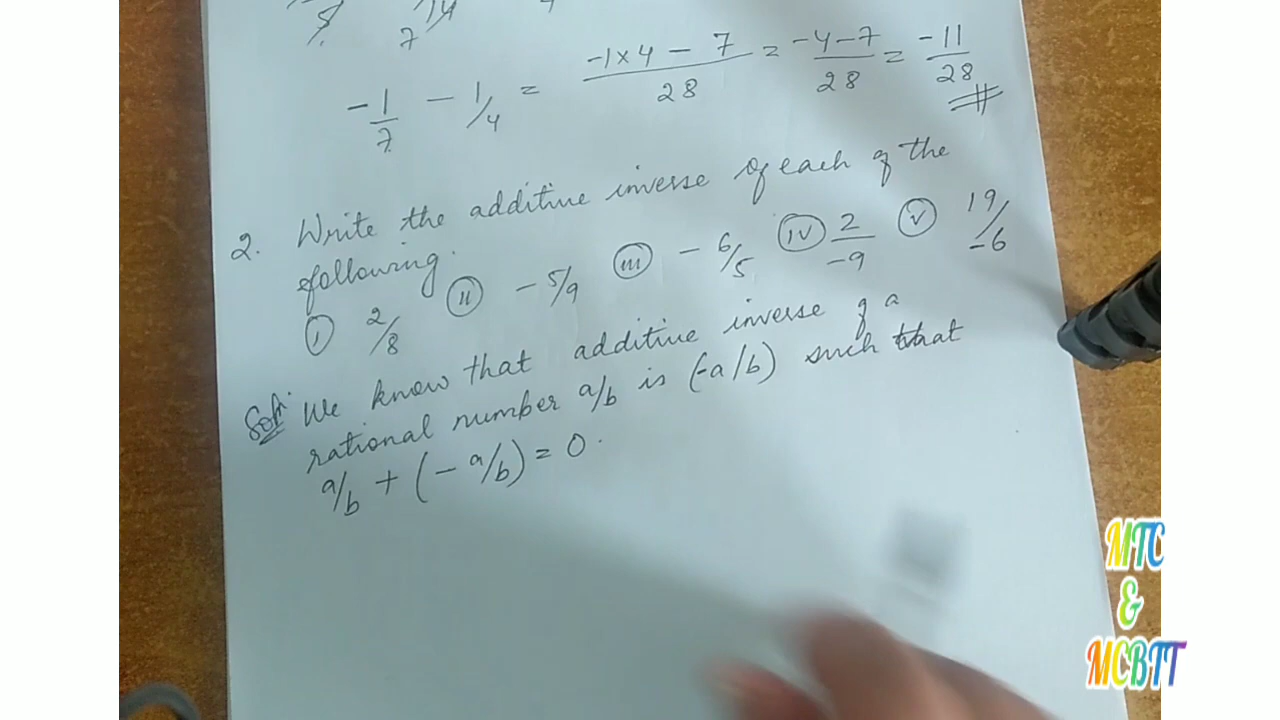 7
-1/7 - 1/4 = (-1×4 - 7)/28 = (-4-7)/28 = -11/28
2. Write the additive inverse of each of the
following.
(i) 2/8 (ii) -5/9 (iii) -6/5 (iv) 2/-9 (v) 19/-6
Soln. We know that additive inverse of a
rational number a/b is (-a/b) such that
a/b + (-a/b) = 0.
MTC
&
MCBTT